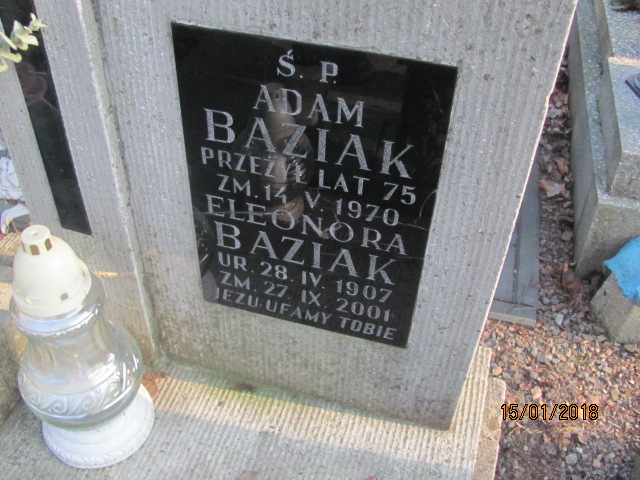 Ś. P.
ADAM
BAZIAK
PRZEŻYŁ LAT 75
ZM. 14. V. 1970
ELEONORA
BAZIAK
UR. 28. IV. 1907
ZM. 27. IX. 2001
JEZU UFAMY TOBIE
15/01/2018